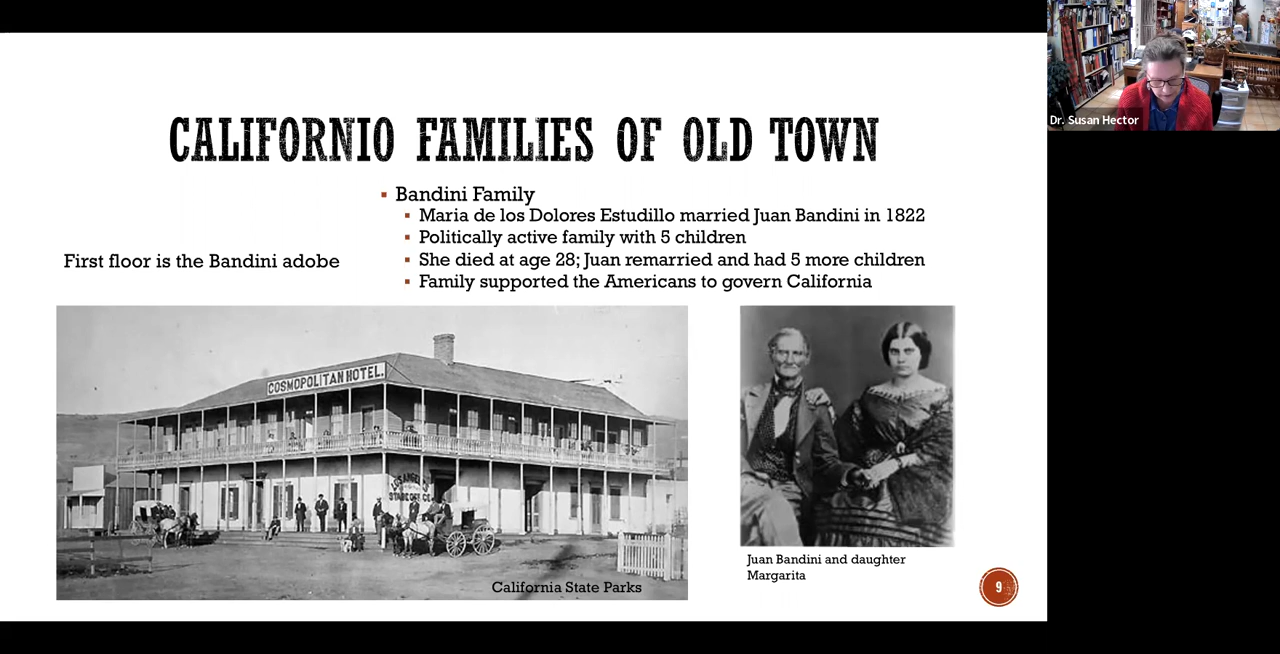 Dr. Susan Hector
CALIFORNIO FAMILIES OF OLD TOWN
Bandini Family
Maria de los Dolores Estudillo married Juan Bandini in 1822
Politically active family with 5 children
She died at age 28; Juan remarried and had 5 more children
Family supported the Americans to govern California
First floor is the Bandini adobe
COSMOPOLITAN HOTEL.
LOS ANGELES
California State Parks
Juan Bandini and daughter
Margarita
9